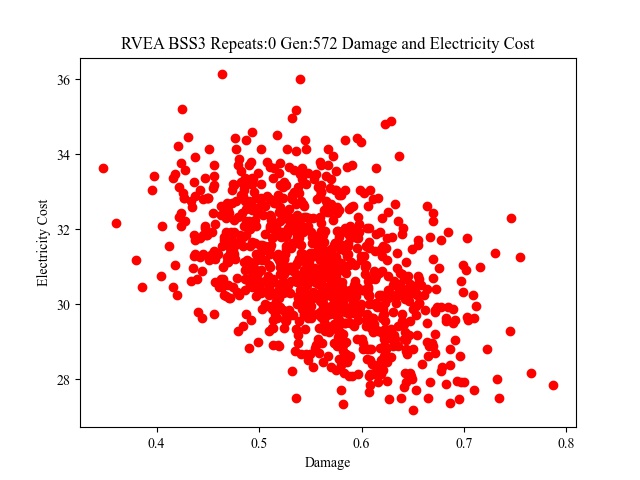 RVEA BSS3 Repeats:0 Gen:572 Damage and Electricity Cost
36
34
32
30
28
Electricity Cost
0.4 0.5 0.6 0.7 0.8
Damage